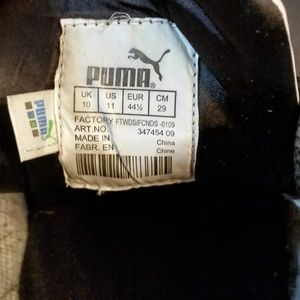 PUMA
UK US EUR CM
10 11 44½ 29
FACTORY FTWDS/FCNDS -0109
ART.NO. 347454 09
MADE IN China
FABR. EN Chine